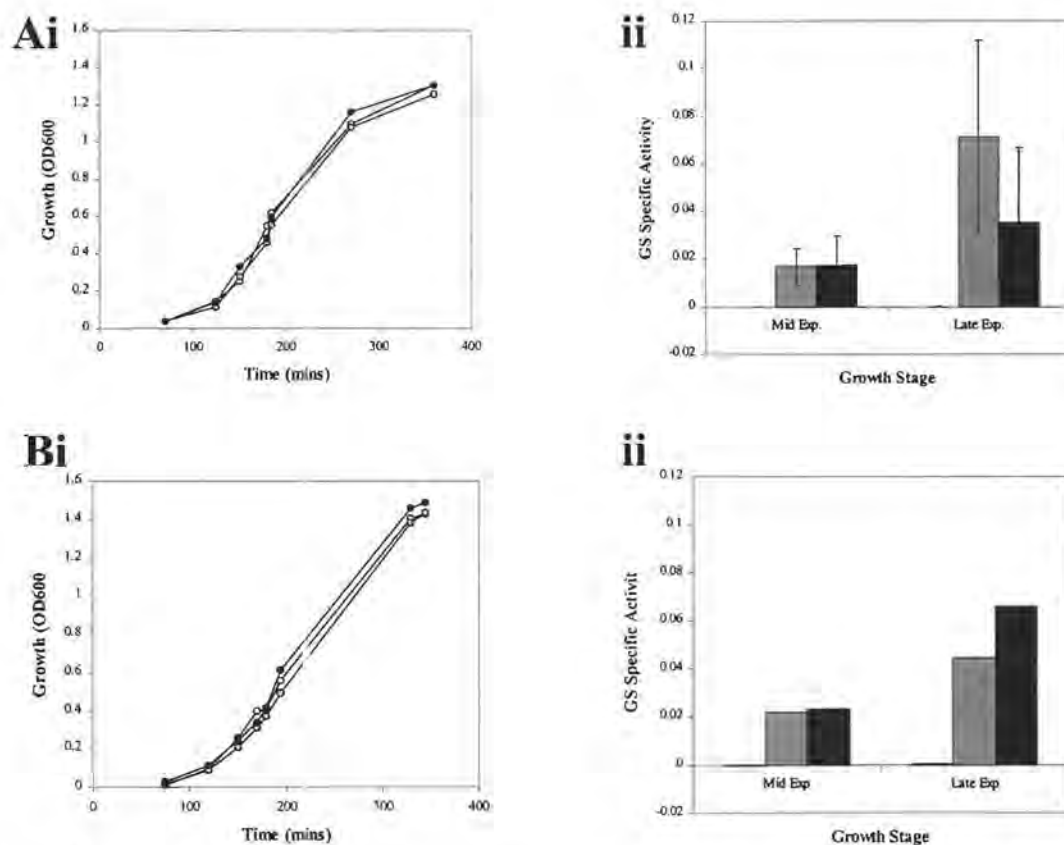 Ai
1.6
1.4
1.2
1
0.8
0.6
0.4
0.2
0
Growth (OD600
0
100
200
300
400
Time (mins)
ii
0.12
0.1
0.08
0.06
0.04
0.02
0
-0.02
GS Specific Activity
Mid Exp.
Late Exp.
Growth Stage
Bi
1.6
1.4
1.2
1
0.8
0.6
0.4
0.2
0
Growth (OD600
0
100
200
300
400
Time (mins)
ii
0.12
0.1
0.08
0.06
0.04
0.02
0
-0.02
GS Specific Activit
Mid Exp
Late Exp.
Growth Stage